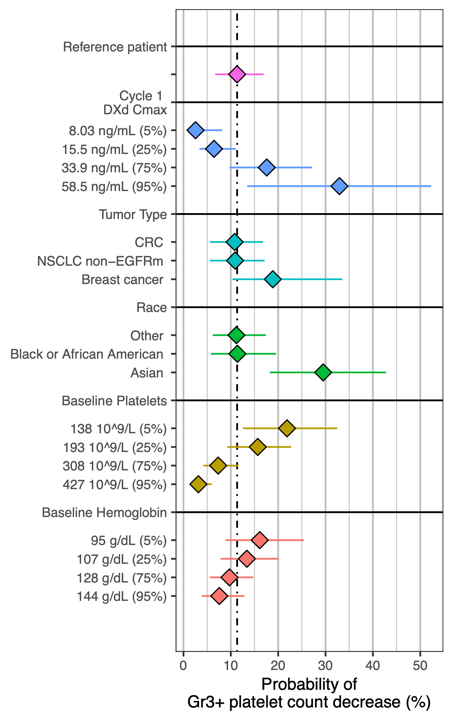 Reference patient
Cycle 1
DXd Cmax
8.03 ng/mL (5%)
15.5 ng/mL (25%)
33.9 ng/mL (75%)
58.5 ng/mL (95%)
Tumor Type
CRC
NSCLC non−EGFRm
Breast cancer
Race
Other
Black or African American
Asian
Baseline Platelets
138 10^9/L (5%)
193 10^9/L (25%)
308 10^9/L (75%)
427 10^9/L (95%)
Baseline Hemoglobin
95 g/dL (5%)
107 g/dL (25%)
128 g/dL (75%)
144 g/dL (95%)
0 10 20 30 40 50
Probability of
Gr3+ platelet count decrease (%)